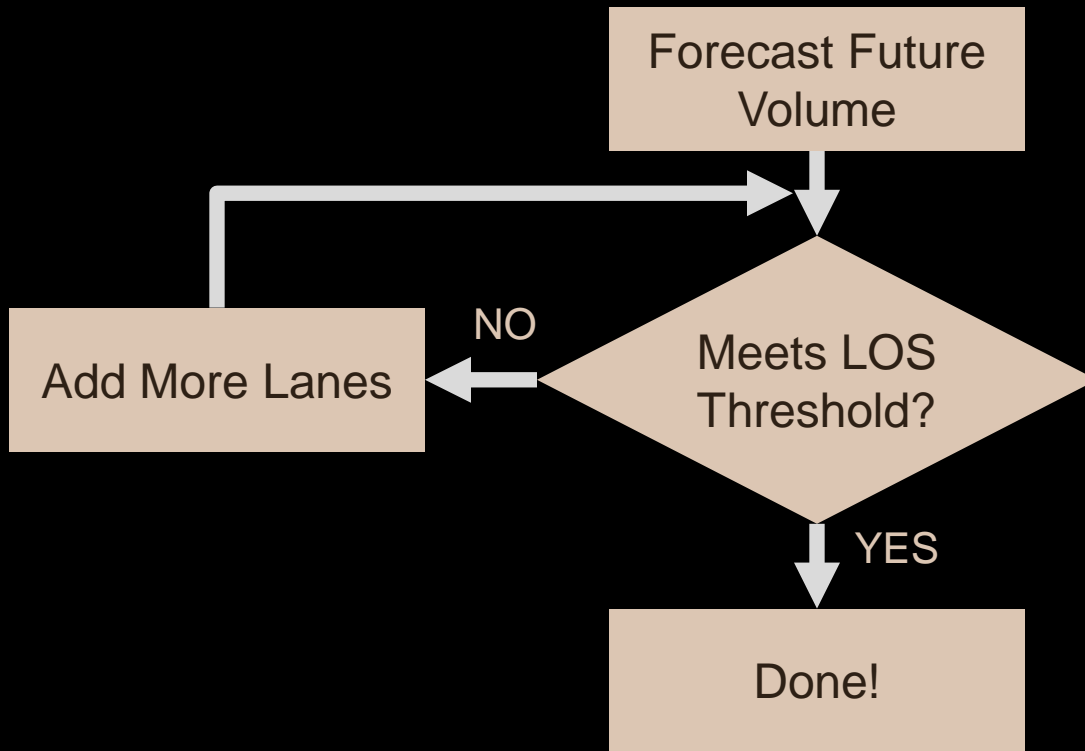 Forecast Future
Volume
NO
Add More Lanes
Meets LOS
Threshold?
YES
Done!